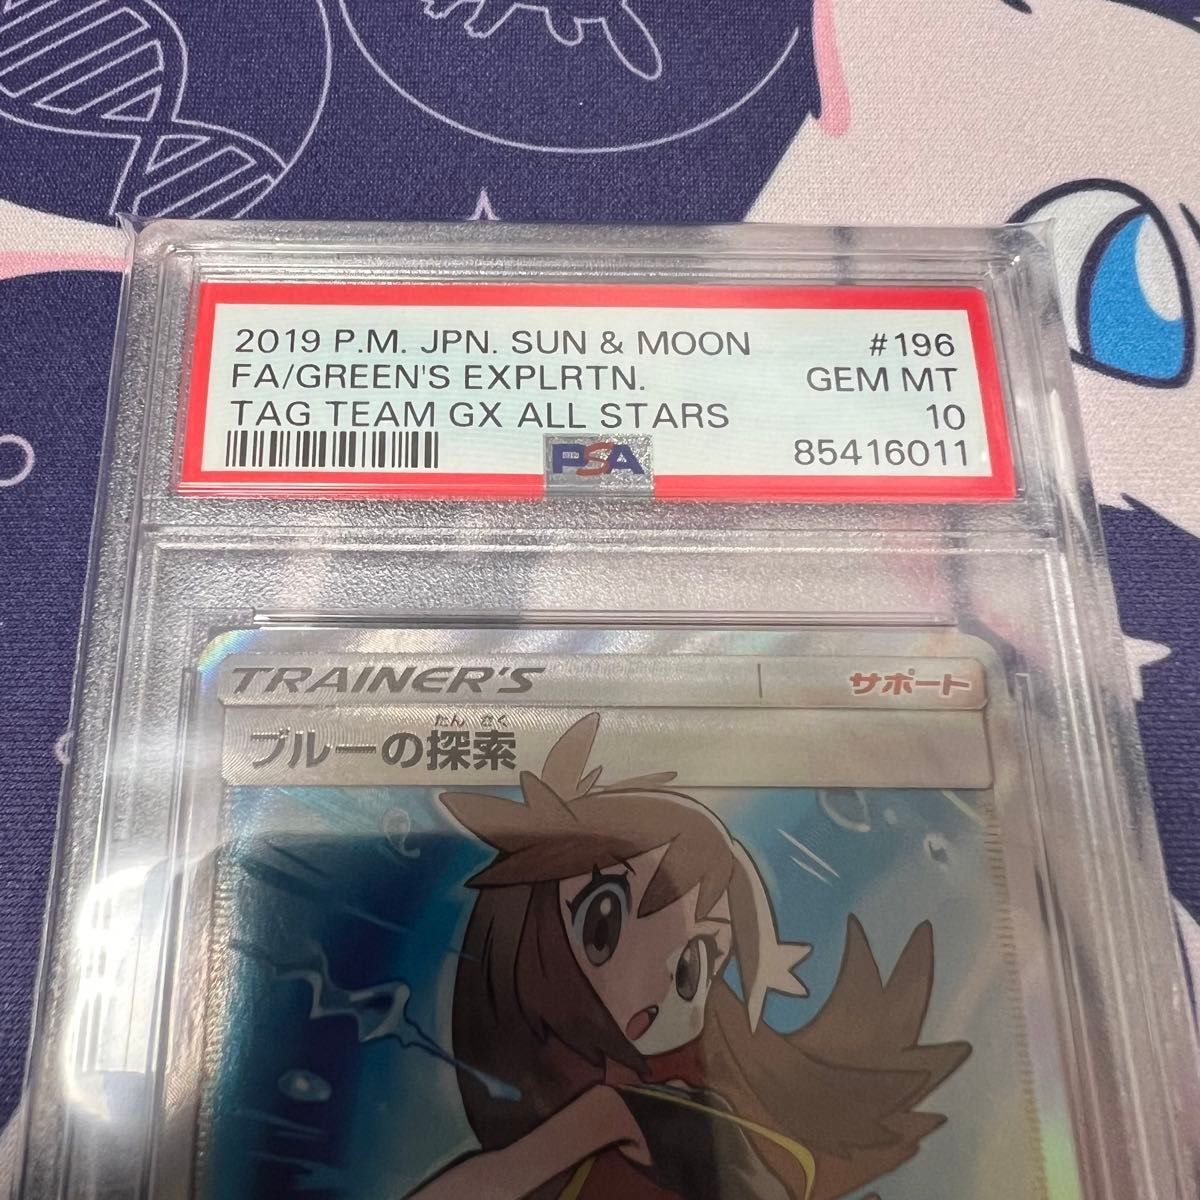 2019 P.M. JPN. SUN & MOON #196
FA/GREEN'S EXPLRTN. GEM MT
TAG TEAM GX ALL STARS 10
85416011
PSA
TRAINER'S サポート
たん さく
ブルーの探索